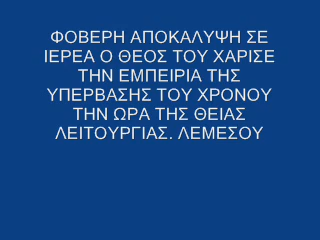 ΦΟΒΕΡΗ ΑΠΟΚΑΛΥΨΗ ΣΕ
ΙΕΡΕΑ Ο ΘΕΟΣ ΤΟΥ ΧΑΡΙΣΕ
ΤΗΝ ΕΜΠΕΙΡΙΑ ΤΗΣ
ΥΠΕΡΒΑΣΗΣ ΤΟΥ ΧΡΟΝΟΥ
ΤΗΝ ΩΡΑ ΤΗΣ ΘΕΙΑΣ
ΛΕΙΤΟΥΡΓΙΑΣ. ΛΕΜΕΣΟΥ